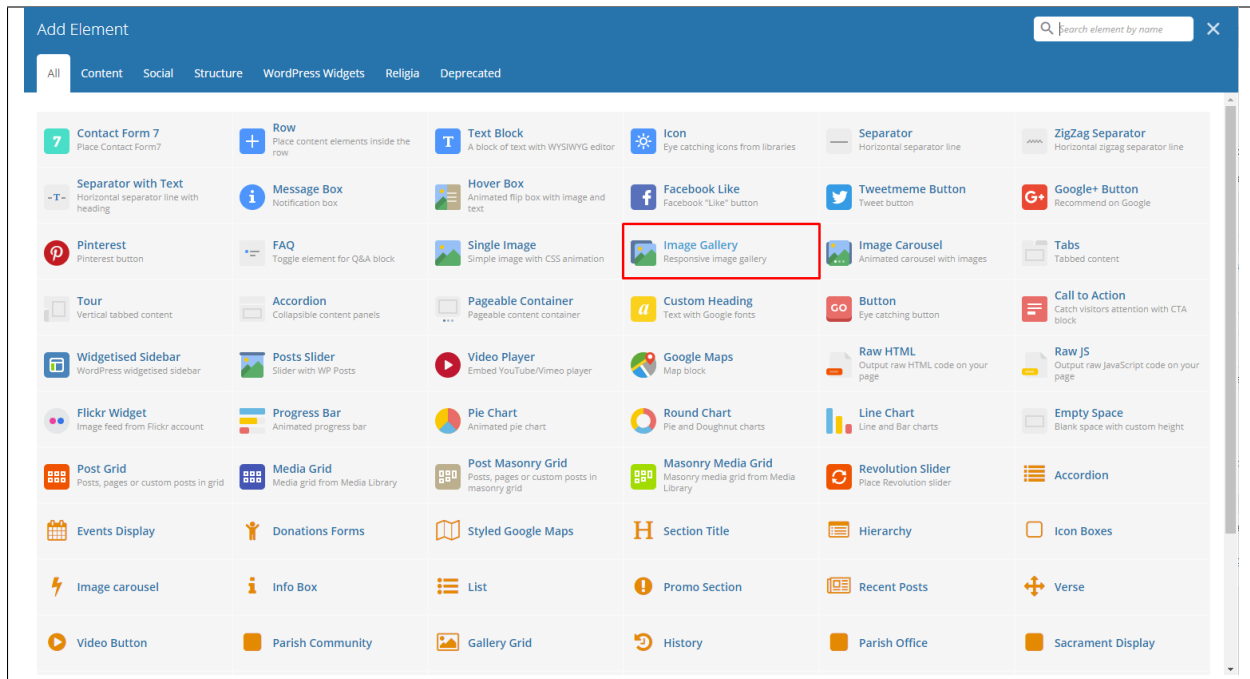 Add Element
Search element by name
All Content Social Structure WordPress Widgets Religia Deprecated
7 Contact Form 7
Place Contact Form7
Row
Place content elements inside the
row
T Text Block
A block of text with WYSIWYG editor
Icon
Eye catching icons from libraries
Separator
Horizontal separator line
ZigZag Separator
Horizontal zigzag separator line
-T- Separator with Text
Horizontal separator line with
heading
i Message Box
Notification box
Hover Box
Animated flip box with image and
text
f Facebook Like
Facebook "Like" button
Tweetmeme Button
Tweet button
G+ Google+ Button
Recommend on Google
Pinterest
Pinterest button
FAQ
Toggle element for Q&A block
Single Image
Simple image with CSS animation
Image Gallery
Responsive image gallery
Image Carousel
Animated carousel with images
Tabs
Tabbed content
Tour
Vertical tabbed content
Accordion
Collapsible content panels
Pageable Container
Pageable content container
a Custom Heading
Text with Google fonts
GO Button
Eye catching button
Call to Action
Catch visitors attention with CTA
block
Widgetised Sidebar
WordPress widgetised sidebar
Posts Slider
Slider with WP Posts
Video Player
Embed YouTube/Vimeo player
Google Maps
Map block
Raw HTML
Output raw HTML code on your
page
Raw JS
Output raw JavaScript code on your
page
Flickr Widget
Image feed from Flickr account
Progress Bar
Animated progress bar
Pie Chart
Animated pie chart
Round Chart
Pie and Doughnut charts
Line Chart
Line and Bar charts
Empty Space
Blank space with custom height
Post Grid
Posts, pages or custom posts in grid
Media Grid
Media grid from Media Library
Post Masonry Grid
Posts, pages or custom posts in
masonry grid
Masonry Media Grid
Masonry media grid from Media
Library
Revolution Slider
Place Revolution slider
Accordion
Events Display
Donations Forms
Styled Google Maps
H Section Title
Hierarchy
Icon Boxes
Image carousel
i Info Box
List
Promo Section
Recent Posts
Verse
Video Button
Parish Community
Gallery Grid
History
Parish Office
Sacrament Display